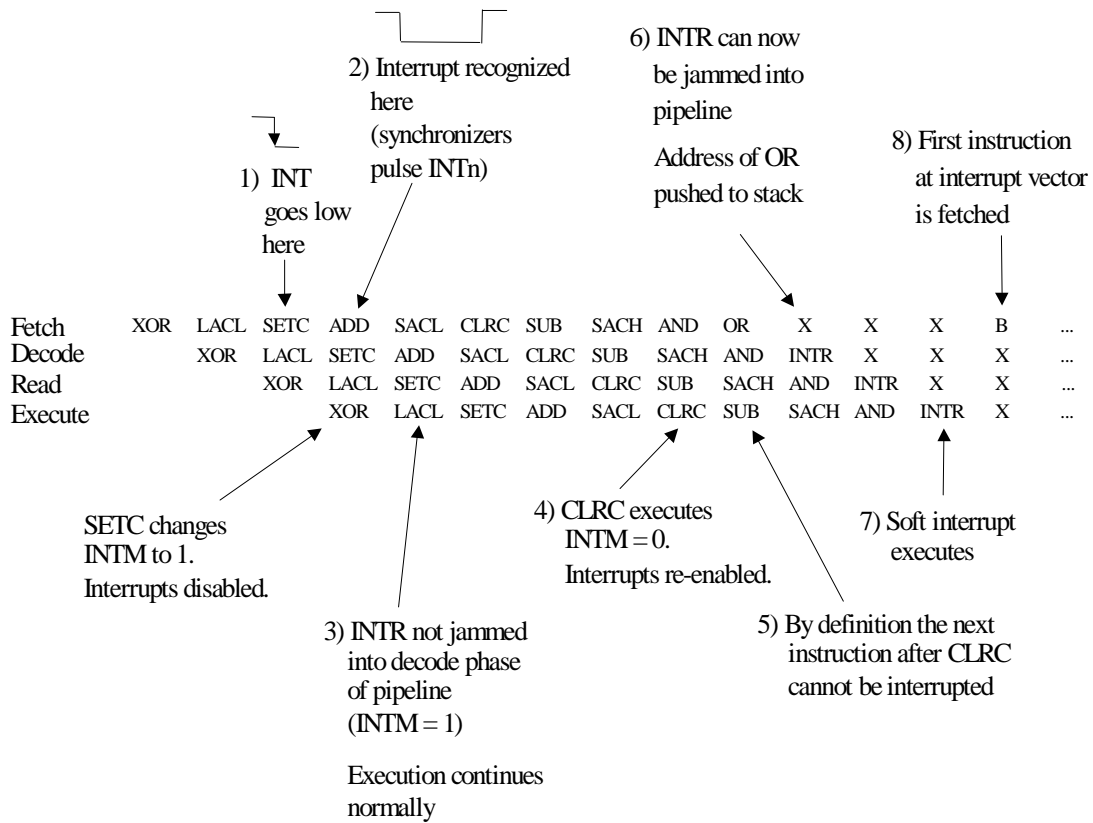 2) Interrupt recognized
here
(synchronizers
pulse INTn)
6) INTR can now
be jammed into
pipeline
Address of OR
pushed to stack
8) First instruction
at interrupt vector
is fetched
1) INT
goes low
here
Fetch XOR LACL SETC ADD SACL CLRC SUB SACH AND OR X X X B ...
Decode XOR LACL SETC ADD SACL CLRC SUB SACH AND INTR X X X ...
Read XOR LACL SETC ADD SACL CLRC SUB SACH AND INTR X X ...
Execute XOR LACL SETC ADD SACL CLRC SUB SACH AND INTR X ...
SETC changes
INTM to 1.
Interrupts disabled.
3) INTR not jammed
into decode phase
of pipeline
(INTM = 1)
Execution continues
normally
4) CLRC executes
INTM = 0.
Interrupts re-enabled.
5) By definition the next
instruction after CLRC
cannot be interrupted
7) Soft interrupt
executes